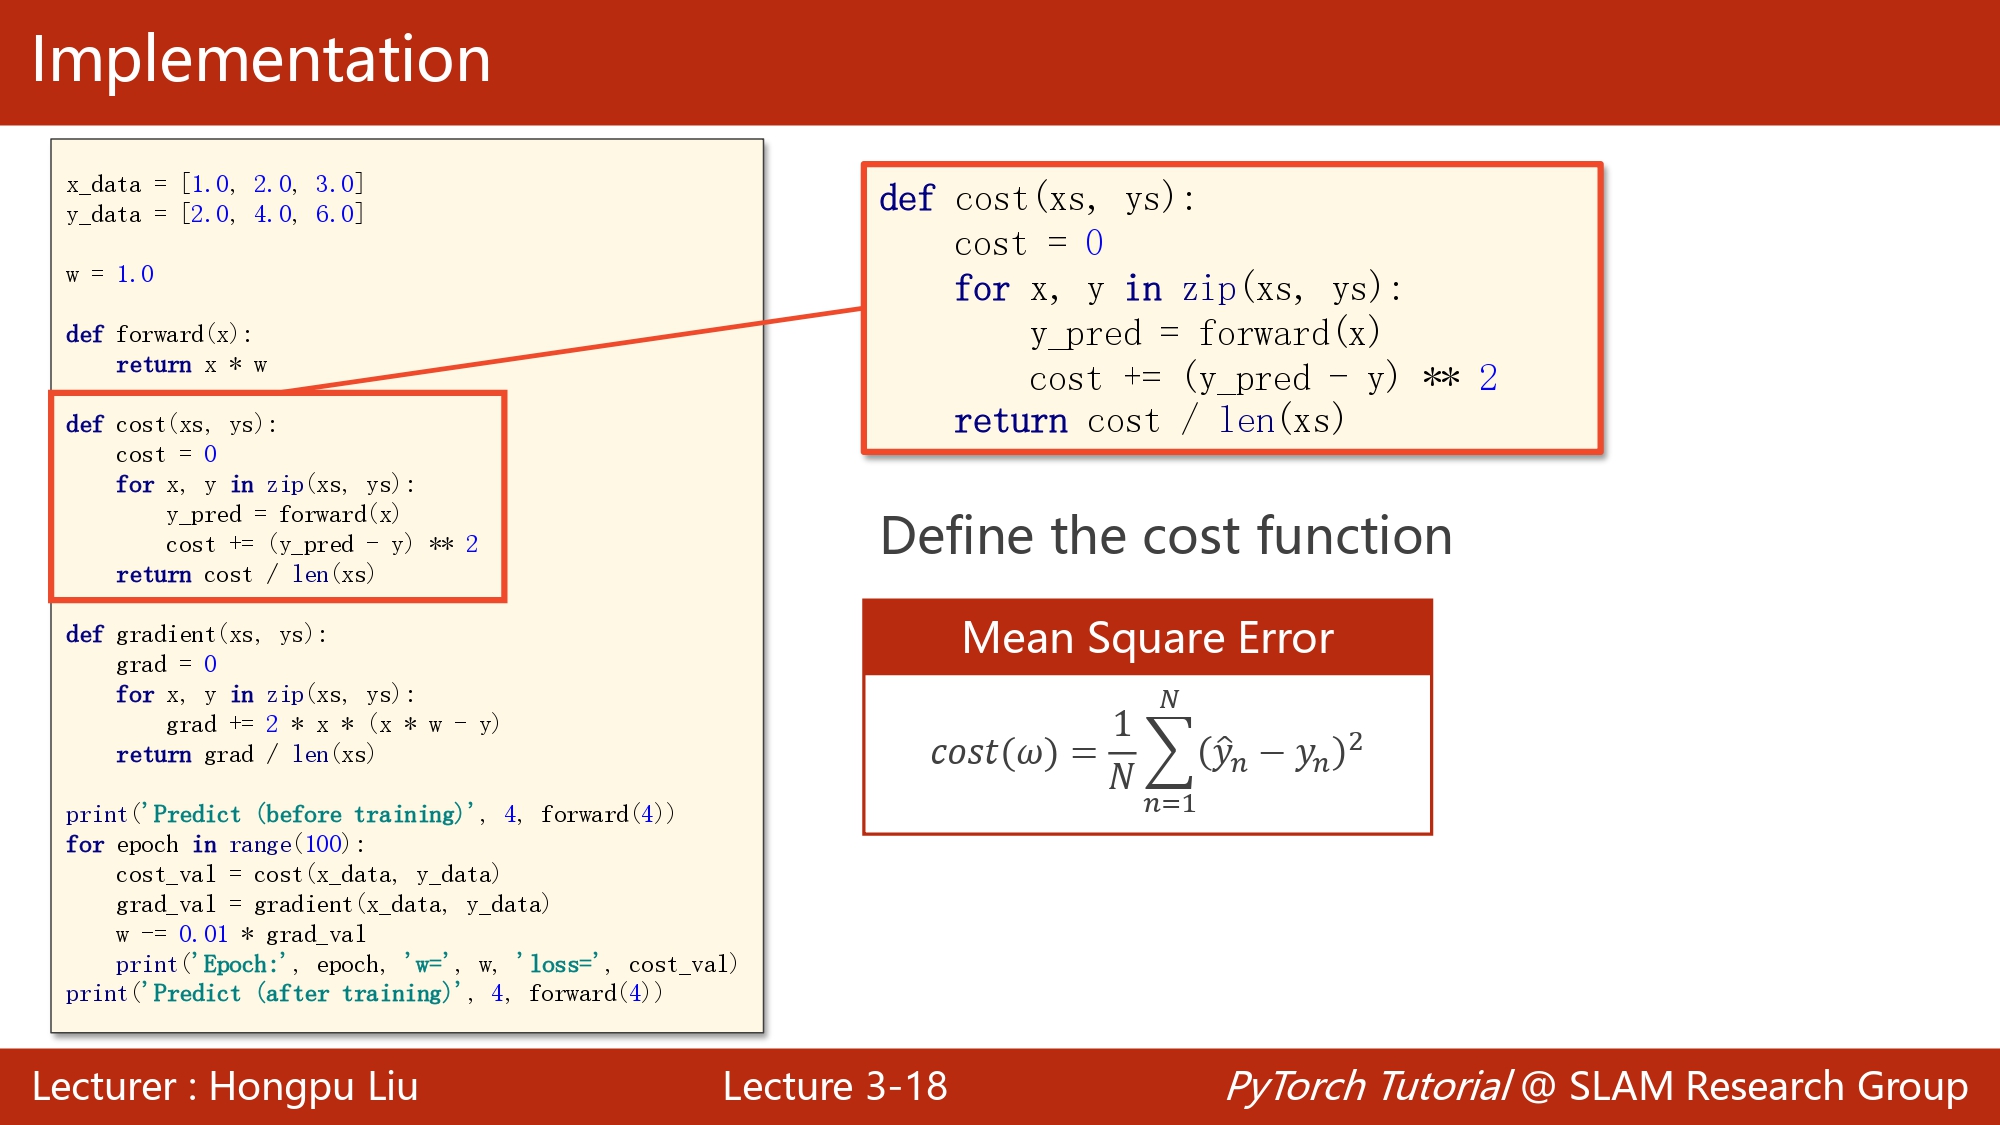 Implementation
x_data = [1.0, 2.0, 3.0]
y_data = [2.0, 4.0, 6.0]
w = 1.0
def forward(x):
    return x * w
def cost(xs, ys):
    cost = 0
    for x, y in zip(xs, ys):
        y_pred = forward(x)
        cost += (y_pred - y) ** 2
    return cost / len(xs)
def gradient(xs, ys):
    grad = 0
    for x, y in zip(xs, ys):
        grad += 2 * x * (x * w - y)
    return grad / len(xs)
print('Predict (before training)', 4, forward(4))
for epoch in range(100):
    cost_val = cost(x_data, y_data)
    grad_val = gradient(x_data, y_data)
    w -= 0.01 * grad_val
    print('Epoch:', epoch, 'w=', w, 'loss=', cost_val)
print('Predict (after training)', 4, forward(4))
def cost(xs, ys):
    cost = 0
    for x, y in zip(xs, ys):
        y_pred = forward(x)
        cost += (y_pred - y) ** 2
    return cost / len(xs)
Define the cost function
Mean Square Error
cost(ω) = \frac{1}{N} \sum_{n=1}^{N} (ŷ_n − y_n)^2
Lecturer : Hongpu Liu
Lecture 3-18
PyTorch Tutorial @ SLAM Research Group